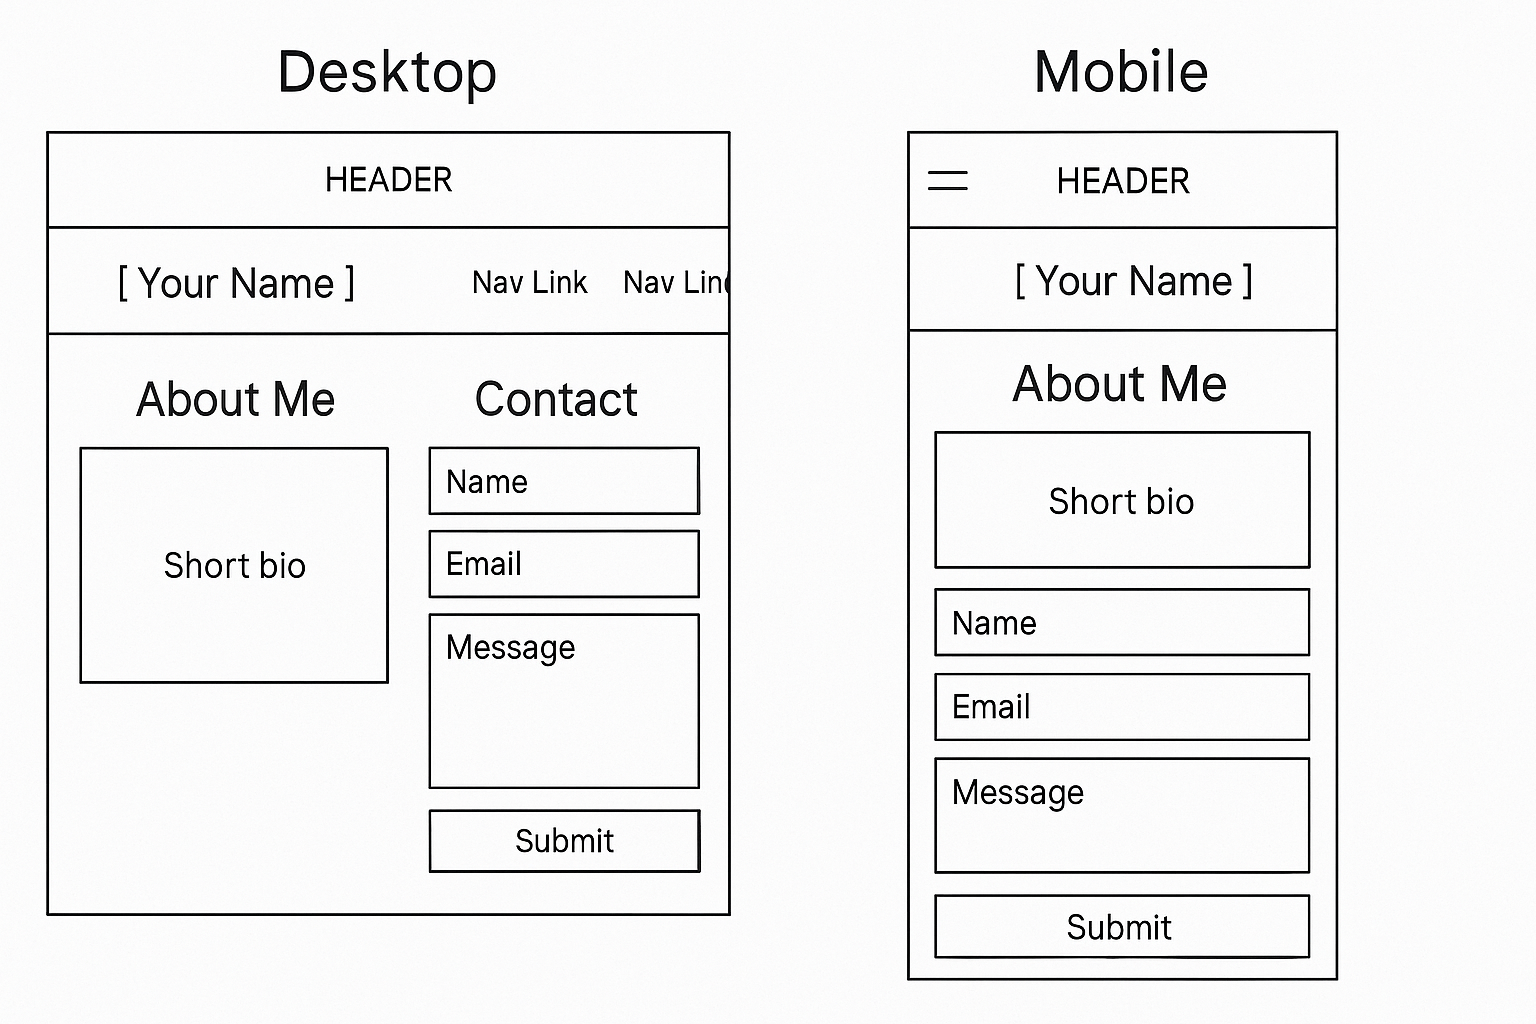 Desktop
HEADER
[ Your Name ] Nav Link Nav Lin
About Me
Short bio
Contact
Name
Email
Message
Submit
Mobile
HEADER
[ Your Name ]
About Me
Short bio
Name
Email
Message
Submit